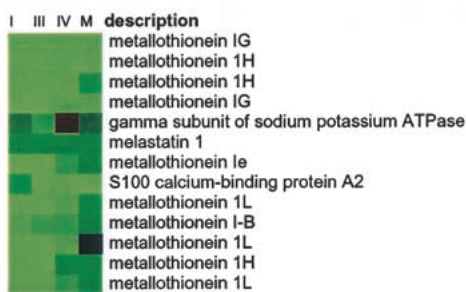 I III IV M description
metallothionein IG
metallothionein 1H
metallothionein 1H
metallothionein IG
gamma subunit of sodium potassium ATPase
melastatin 1
metallothionein Ie
S100 calcium-binding protein A2
metallothionein 1L
metallothionein I-B
metallothionein 1L
metallothionein 1H
metallothionein 1L